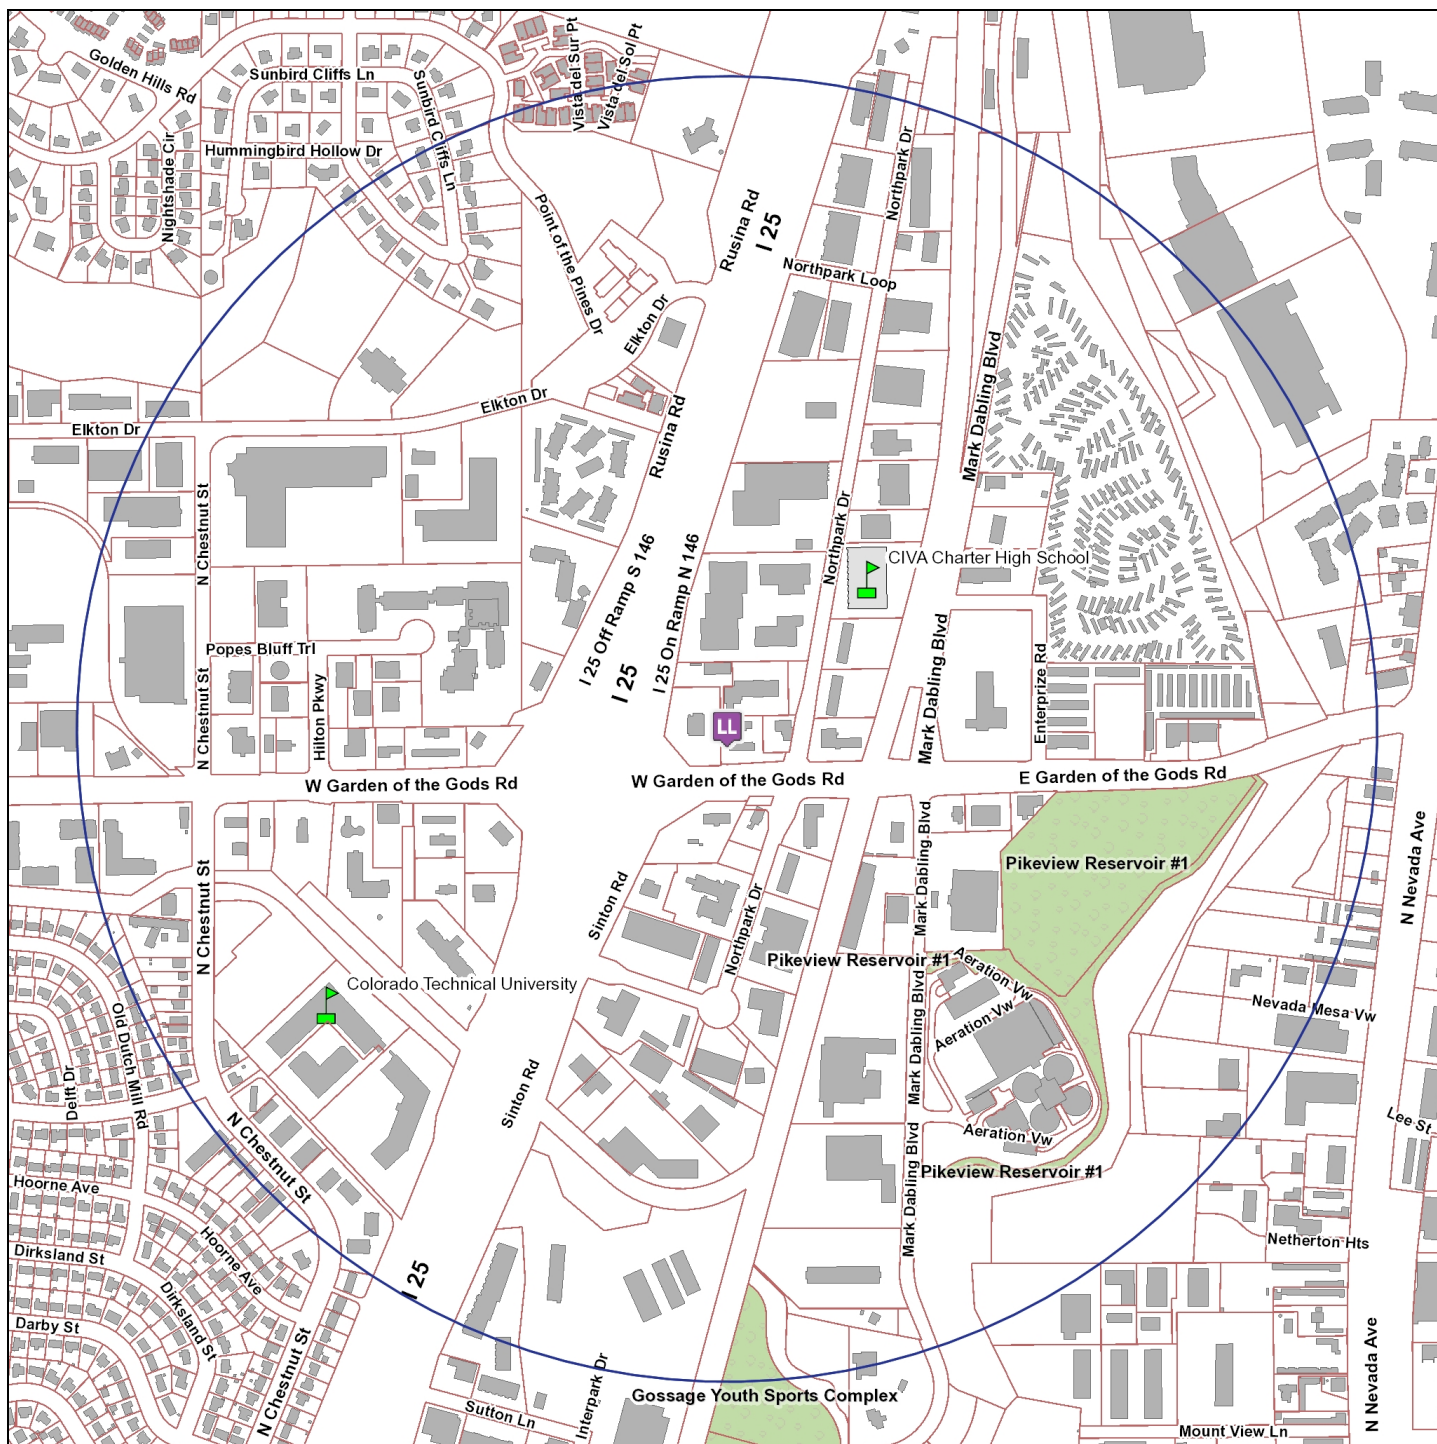 Golden Hills Rd
Sunbird Cliffs Ln
Sunbird Cliffs Ln
Vista del Sur Pt
Vista del Sol Pt
Nightshade Cir
Hummingbird Hollow Dr
Point of the Pines Dr
Rusina Rd
I 25
Northpark Dr
Northpark Loop
Elkton Dr
Mark Dabling Blvd
Elkton Dr
Elkton Dr
Rusina Rd
Mark Dabling Blvd
N Chestnut St
Northpark Dr
I 25 Off Ramp S 146
I 25 On Ramp N 146
CIVA Charter High School
Popes Bluff Trl
I 25
Mark Dabling Blvd
Enterprize Rd
N Chestnut St
Hilton Pkwy
LF
W Garden of the Gods Rd
W Garden of the Gods Rd
E Garden of the Gods Rd
Mark Dabling Blvd
Pikeview Reservoir #1
N Nevada Ave
N Chestnut St
Sinton Rd
Northpark Dr
Pikeview Reservoir #1
Aeration Vw
Colorado Technical University
Aeration Vw
Nevada Mesa Vw
Mark Dabling Blvd
Old Dutch Mill Rd
Delft Dr
Sinton Rd
N Chestnut St
Aeration Vw
Lee St
Mark Dabling Blvd
Pikeview Reservoir #1
Hoorne Ave
Hoorne Ave
Netherton Hts
Dirksland St
Dirksland St
I 25
Darby St
N Chestnut St
Interpark Dr
Gossage Youth Sports Complex
N Nevada Ave
Sutton Ln
Mount View Ln